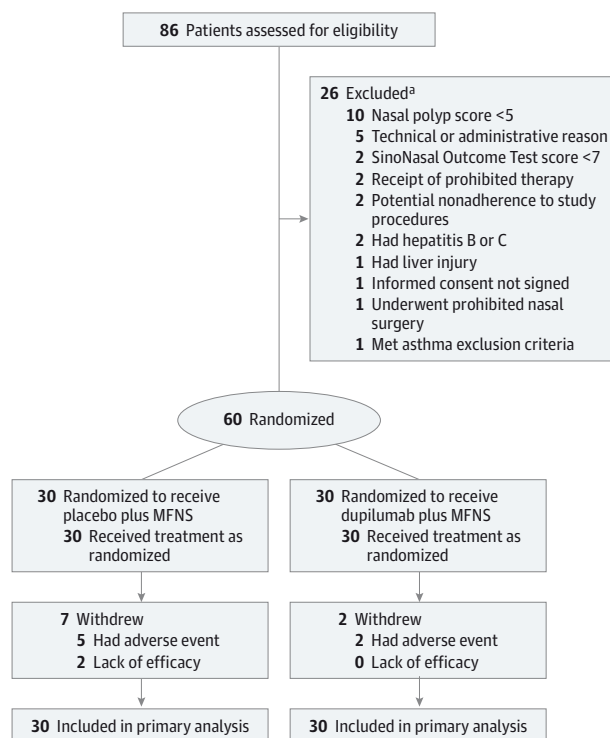 86 Patients assessed for eligibility
26 Excludedª
10 Nasal polyp score <5
5 Technical or administrative reason
2 SinoNasal Outcome Test score <7
2 Receipt of prohibited therapy
2 Potential nonadherence to study
procedures
2 Had hepatitis B or C
1 Had liver injury
1 Informed consent not signed
1 Underwent prohibited nasal
surgery
1 Met asthma exclusion criteria
60 Randomized
30 Randomized to receive
placebo plus MFNS
30 Received treatment as
randomized
30 Randomized to receive
dupilumab plus MFNS
30 Received treatment as
randomized
7 Withdrew
5 Had adverse event
2 Lack of efficacy
2 Withdrew
2 Had adverse event
0 Lack of efficacy
30 Included in primary analysis
30 Included in primary analysis